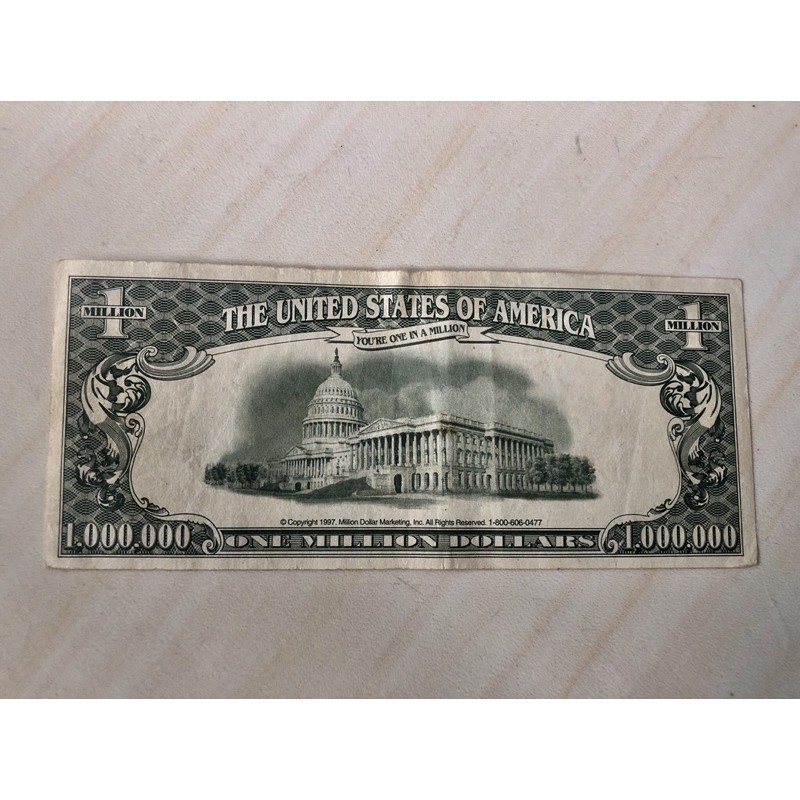 1
MILLION
THE UNITED STATES OF AMERICA
1
MILLION
YOU'RE ONE IN A MILLION
© Copyright 1997, Million Dollar Marketing, Inc. All Rights Reserved. 1-800-606-0477
1,000,000
ONE MILLION DOLLARS
1,000,000